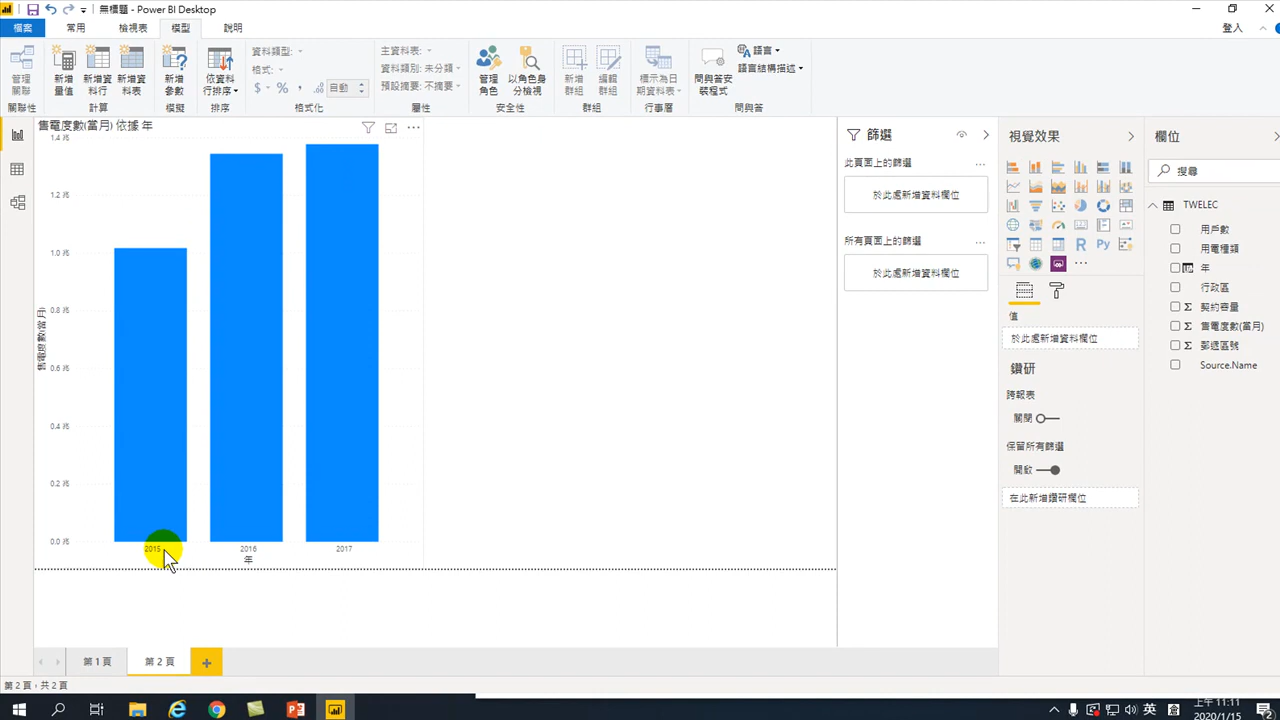 無標題 - Power BI Desktop
檔案
常用
檢視表
模型
說明
登入
管理
關聯
關聯性
新增
量值
新增資料
行
新增資
料表
計算
新增
參數
模擬
依資料
行排序
排序
資料類型:
格式:
$ % , 自動
格式化
主資料表:
資料類別: 未分類
預設摘要: 不摘要
屬性
管理
角色
以角色身
分檢視
安全性
新增
群組
編輯
群組
群組
標示為日
期資料表
行事曆
問與答安
裝程式
語言
語言結構描述
問與答
售電度數(當月) 依據 年
1.4 兆
1.2 兆
1.0 兆
0.8 兆
0.6 兆
0.4 兆
0.2 兆
0.0 兆
售電度數(當月)
2015
2016
2017
年
篩選
此頁面上的篩選
於此處新增資料欄位
所有頁面上的篩選
於此處新增資料欄位
視覺效果
R
Py
值
於此處新增資料欄位
鑽研
跨報表
關閉
保留所有篩選
開啟
在此新增鑽研欄位
欄位
搜尋
TWELEC
用戶數
用電種類
年
行政區
契約容量
售電度數(當月)
郵遞區號
Source.Name
第 1 頁
第 2 頁
第 2 頁，共 2 頁
英
上午 11:11
2020/1/15